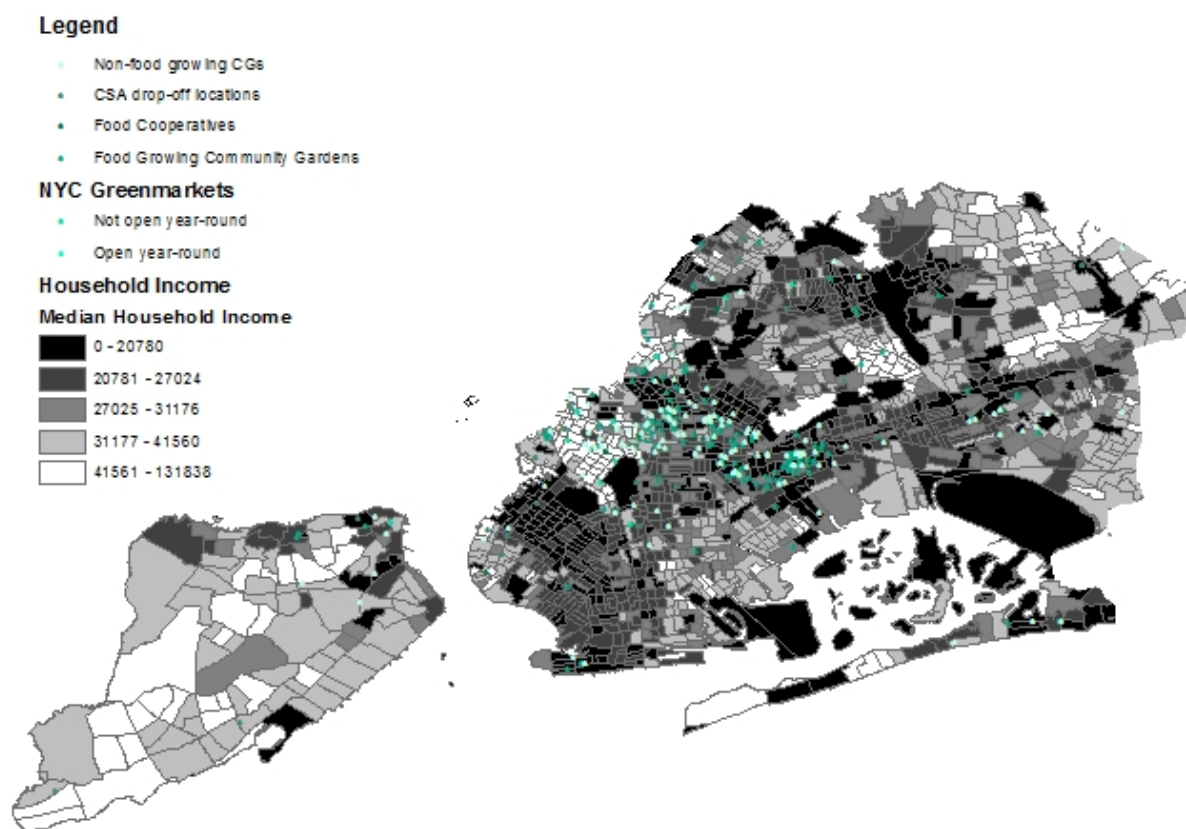 Legend
Non-food growing CGs
CSA drop-off locations
Food Cooperatives
Food Growing Community Gardens
NYC Greenmarkets
Not open year-round
Open year-round
Household Income
Median Household Income
0 - 20780
20781 - 27024
27025 - 31176
31177 - 41560
41561 - 131838